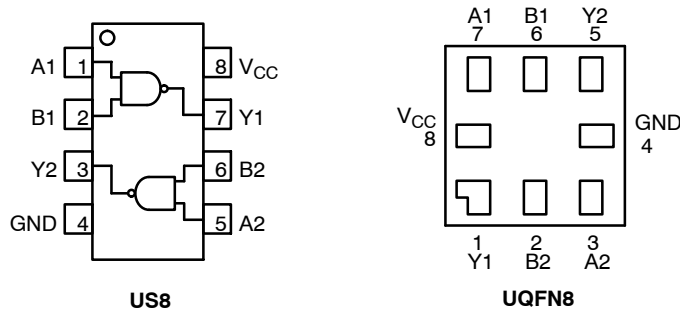 A1 B1 Y2
7 6 5
A1 1 8 VCC
B1 2 7 Y1
Y2 3 6 B2
GND 4 5 A2
US8
VCC
8
GND
4
1 2 3
Y1 B2 A2
UQFN8